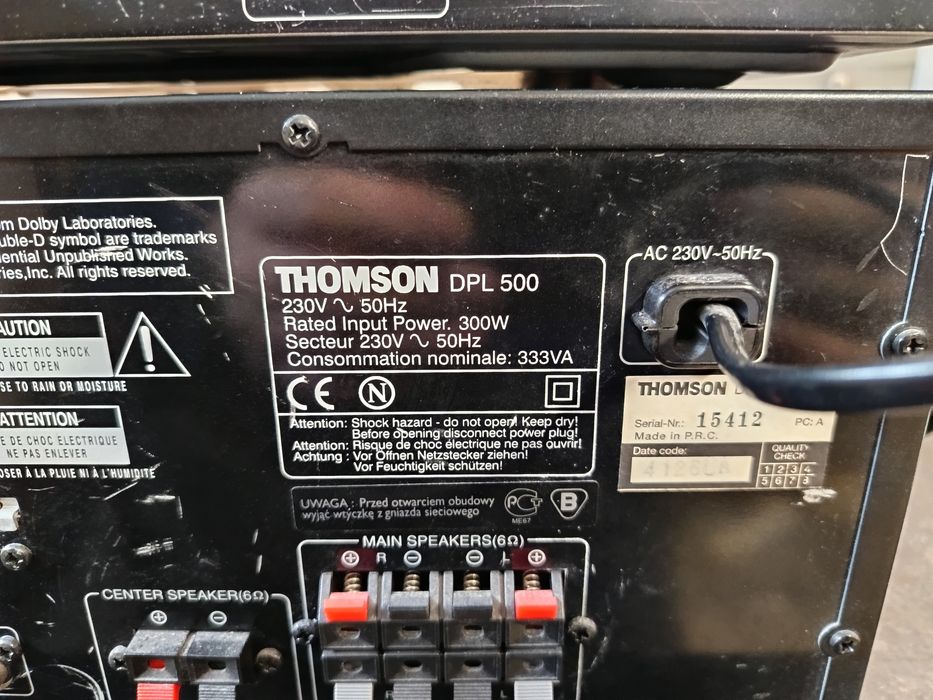 om Dolby Laboratories.
uble-D symbol are trademarks
dential Unpublished Works.
ries,Inc. All rights reserved.
AUTION
ELECTRIC SHOCK
O NOT OPEN
SE TO RAIN OR MOISTURE
ATTENTION
E DE CHOC ELECTRIQUE
NE PAS ENLEVER
POSER À LA PLUIE NI À L'HUMIDITÉ
THOMSON DPL 500
230V ∿ 50Hz
Rated Input Power. 300W
Secteur 230V ∿ 50Hz
Consommation nominale: 333VA
CE N
Attention: Shock hazard - do not open! Keep dry!
Before opening disconnect power plug!
Attention: Risque de choc électrique ne pas ouvrir!
Achtung : Vor Öffnen Netzstecker ziehen!
Vor Feuchtigkeit schützen!
UWAGA : Przed otwarciem obudowy
wyjąć wtyczkę z gniazda sieciowego
ME67
B
AC 230V~50Hz
THOMSON D
Serial-Nr.: 15412 PC: A
Made in P.R.C.
Date code:
QUALITY
CHECK
1 2 3 4
5 6 7 8
MAIN SPEAKERS(6Ω)
R L
CENTER SPEAKER(6Ω)